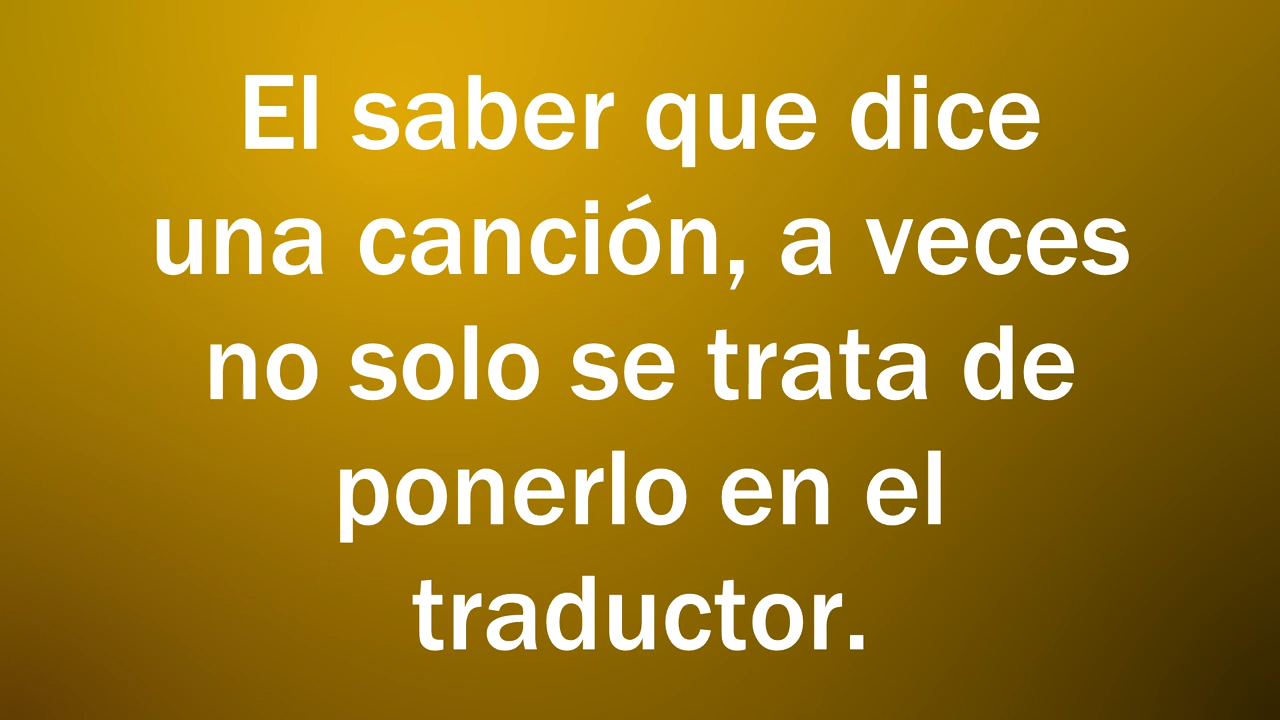 El saber que dice
una canción, a veces
no solo se trata de
ponerlo en el
traductor.